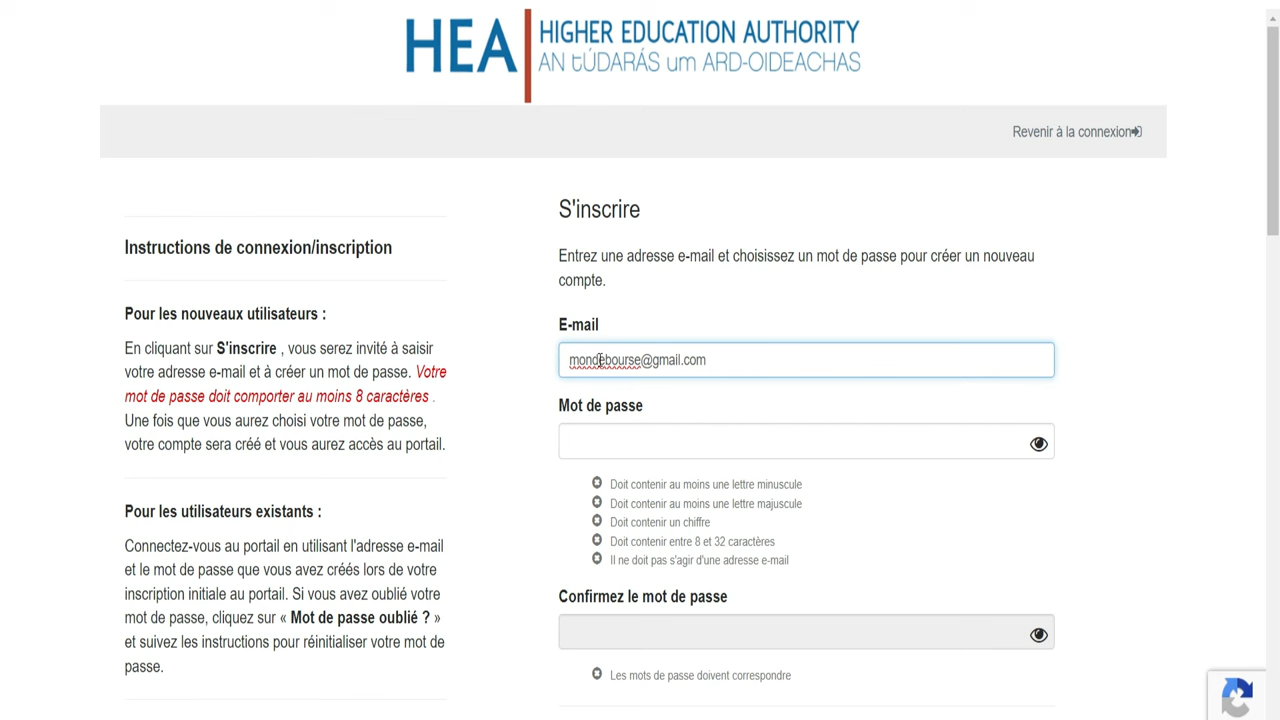 HEA
HIGHER EDUCATION AUTHORITY
AN tÚDARÁS um ARD-OIDEACHAS
Revenir à la connexion
Instructions de connexion/inscription
Pour les nouveaux utilisateurs :
En cliquant sur S'inscrire , vous serez invité à saisir
votre adresse e-mail et à créer un mot de passe. Votre
mot de passe doit comporter au moins 8 caractères .
Une fois que vous aurez choisi votre mot de passe,
votre compte sera créé et vous aurez accès au portail.
Pour les utilisateurs existants :
Connectez-vous au portail en utilisant l'adresse e-mail
et le mot de passe que vous avez créés lors de votre
inscription initiale au portail. Si vous avez oublié votre
mot de passe, cliquez sur « Mot de passe oublié ? »
et suivez les instructions pour réinitialiser votre mot de
passe.
S'inscrire
Entrez une adresse e-mail et choisissez un mot de passe pour créer un nouveau
compte.
E-mail
mondebourse@gmail.com
Mot de passe
Doit contenir au moins une lettre minuscule
Doit contenir au moins une lettre majuscule
Doit contenir un chiffre
Doit contenir entre 8 et 32 caractères
Il ne doit pas s'agir d'une adresse e-mail
Confirmez le mot de passe
Les mots de passe doivent correspondre